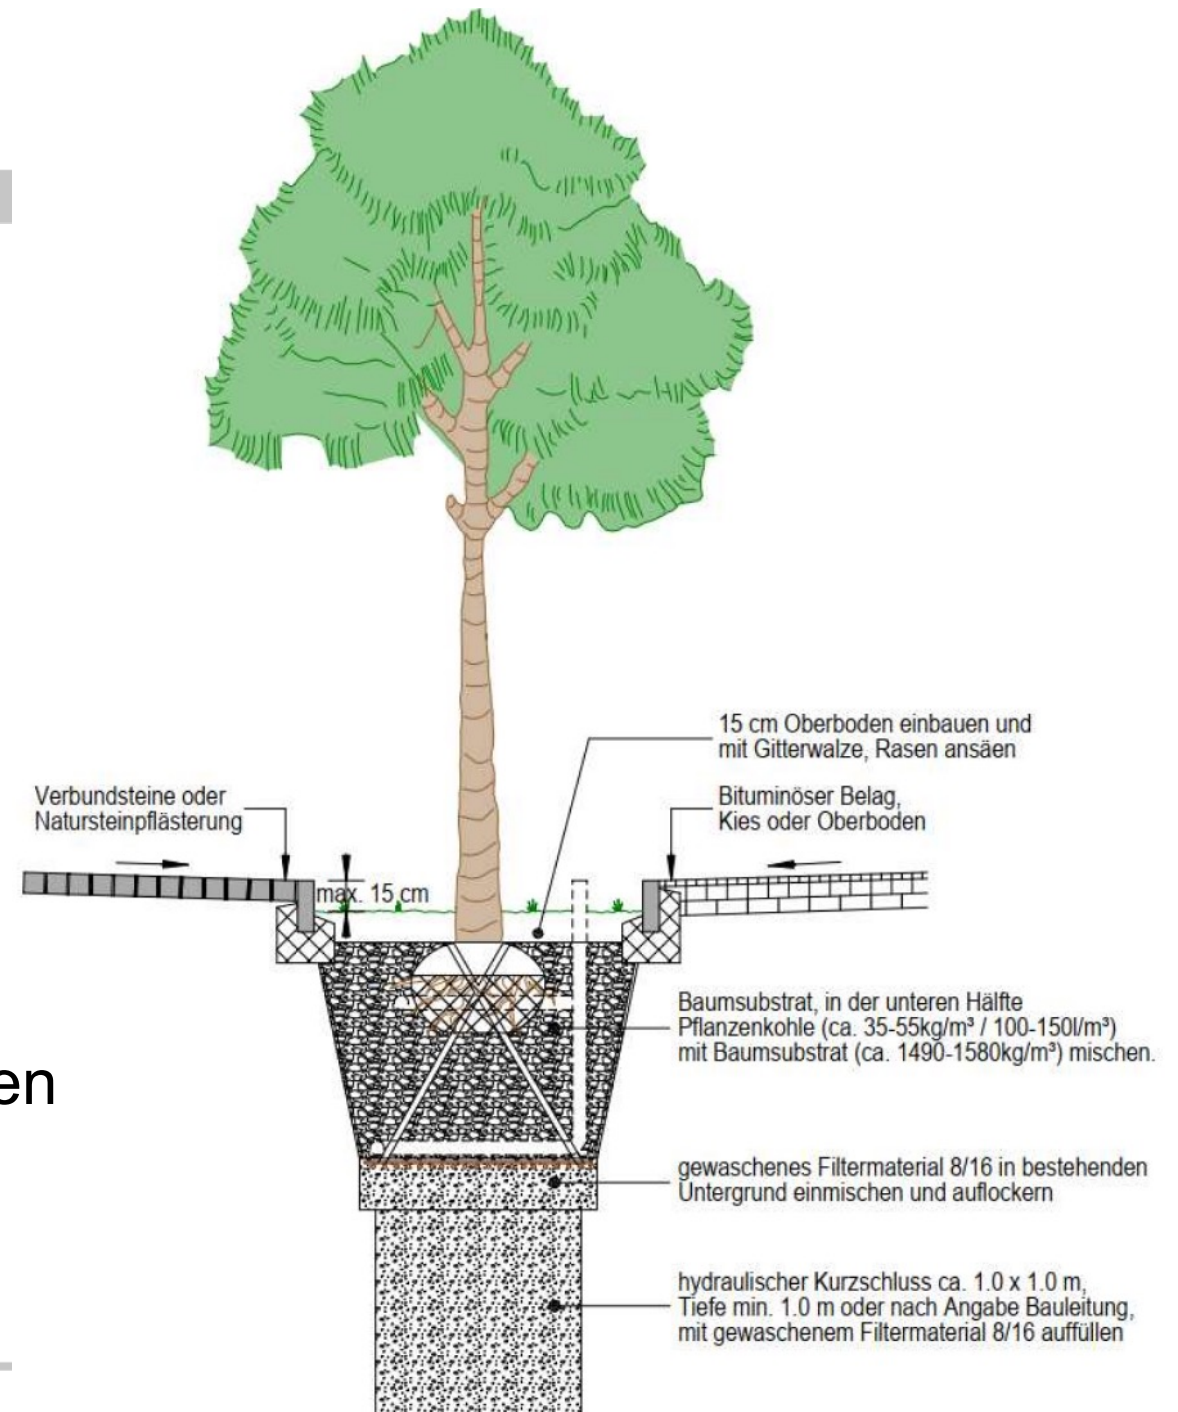 15 cm Oberboden einbauen und
mit Gitterwalze, Rasen ansäen
Verbundsteine oder
Natursteinpflästerung
Bituminöser Belag,
Kies oder Oberboden
max. 15 cm
Baumsubstrat, in der unteren Hälfte
Pflanzenkohle (ca. 35-55kg/m³ / 100-150l/m³)
mit Baumsubstrat (ca. 1490-1580kg/m³) mischen.
en
gewaschenes Filtermaterial 8/16 in bestehenden
Untergrund einmischen und auflockern
hydraulischer Kurzschluss ca. 1.0 x 1.0 m,
Tiefe min. 1.0 m oder nach Angabe Bauleitung,
mit gewaschenem Filtermaterial 8/16 auffüllen